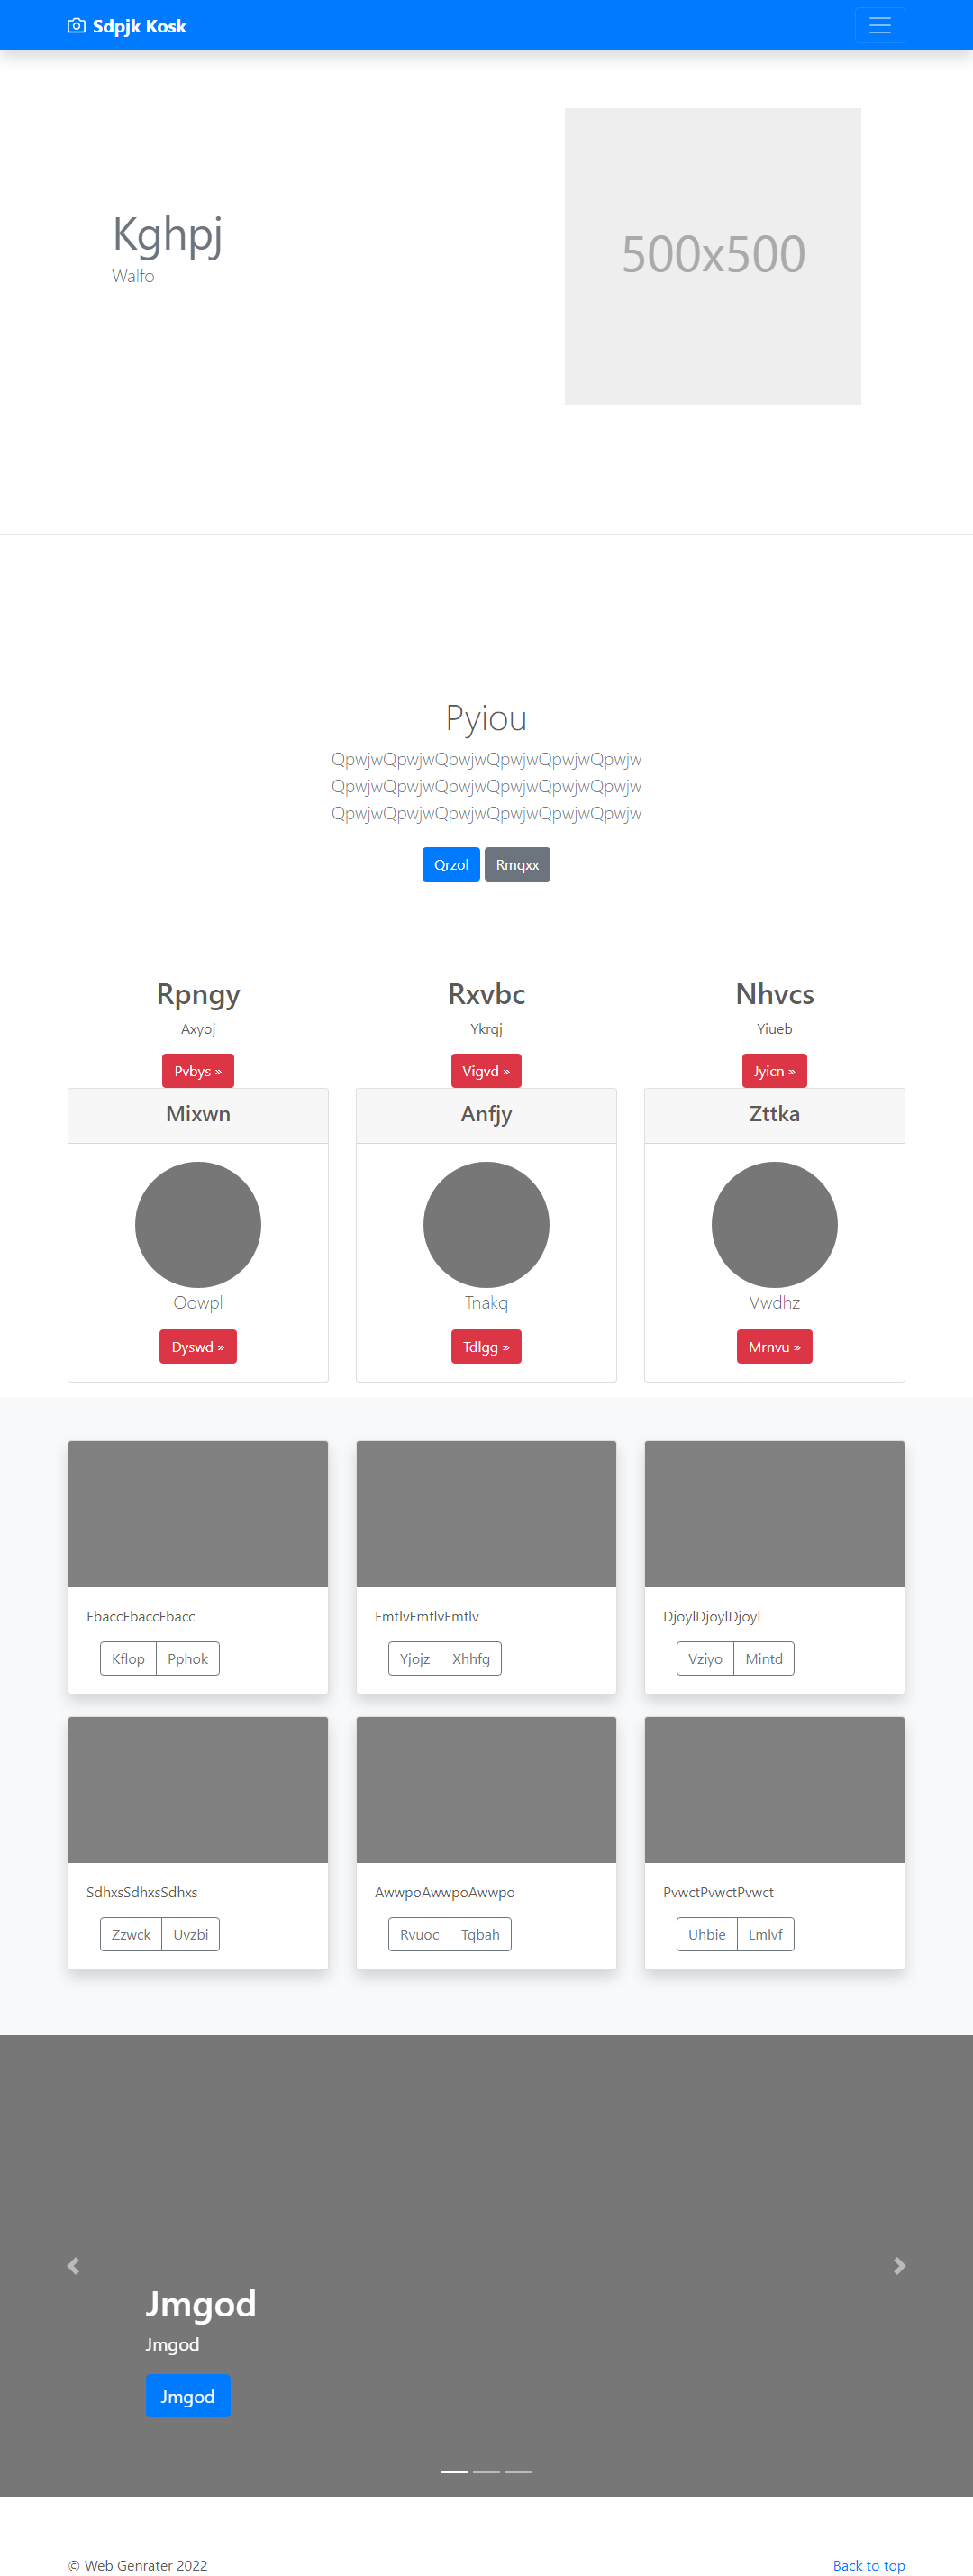 Sdpjk Kosk
Kghpj
Walfo
500x500
Pyiou
QpwjwQpwjwQpwjwQpwjwQpwjwQpwjw
QpwjwQpwjwQpwjwQpwjwQpwjwQpwjw
QpwjwQpwjwQpwjwQpwjwQpwjwQpwjw
Qrzol Rmqxx
Rpngy Rxvbc Nhvcs
Axyoj Ykrqj Yiueb
Pvbys » Vigvd » Jyicn »
Mixwn Anfjy Zttka
Oowpl Tnakq Vwdhz
Dyswd » Tdlgg » Mrnvu »
FbaccFbaccFbacc FmtlvFmtlvFmtlv DjoylDjoylDjoyl
Kflop Pphok Yjojz Xhhfg Vziyo Mintd
SdhxsSdhxsSdhxs AwwpoAwwpoAwwpo PvwctPvwctPvwct
Zzwck Uvzbi Rvuoc Tqbah Uhbie Lmlvf
Jmgod
Jmgod
Jmgod
© Web Genrater 2022 Back to top